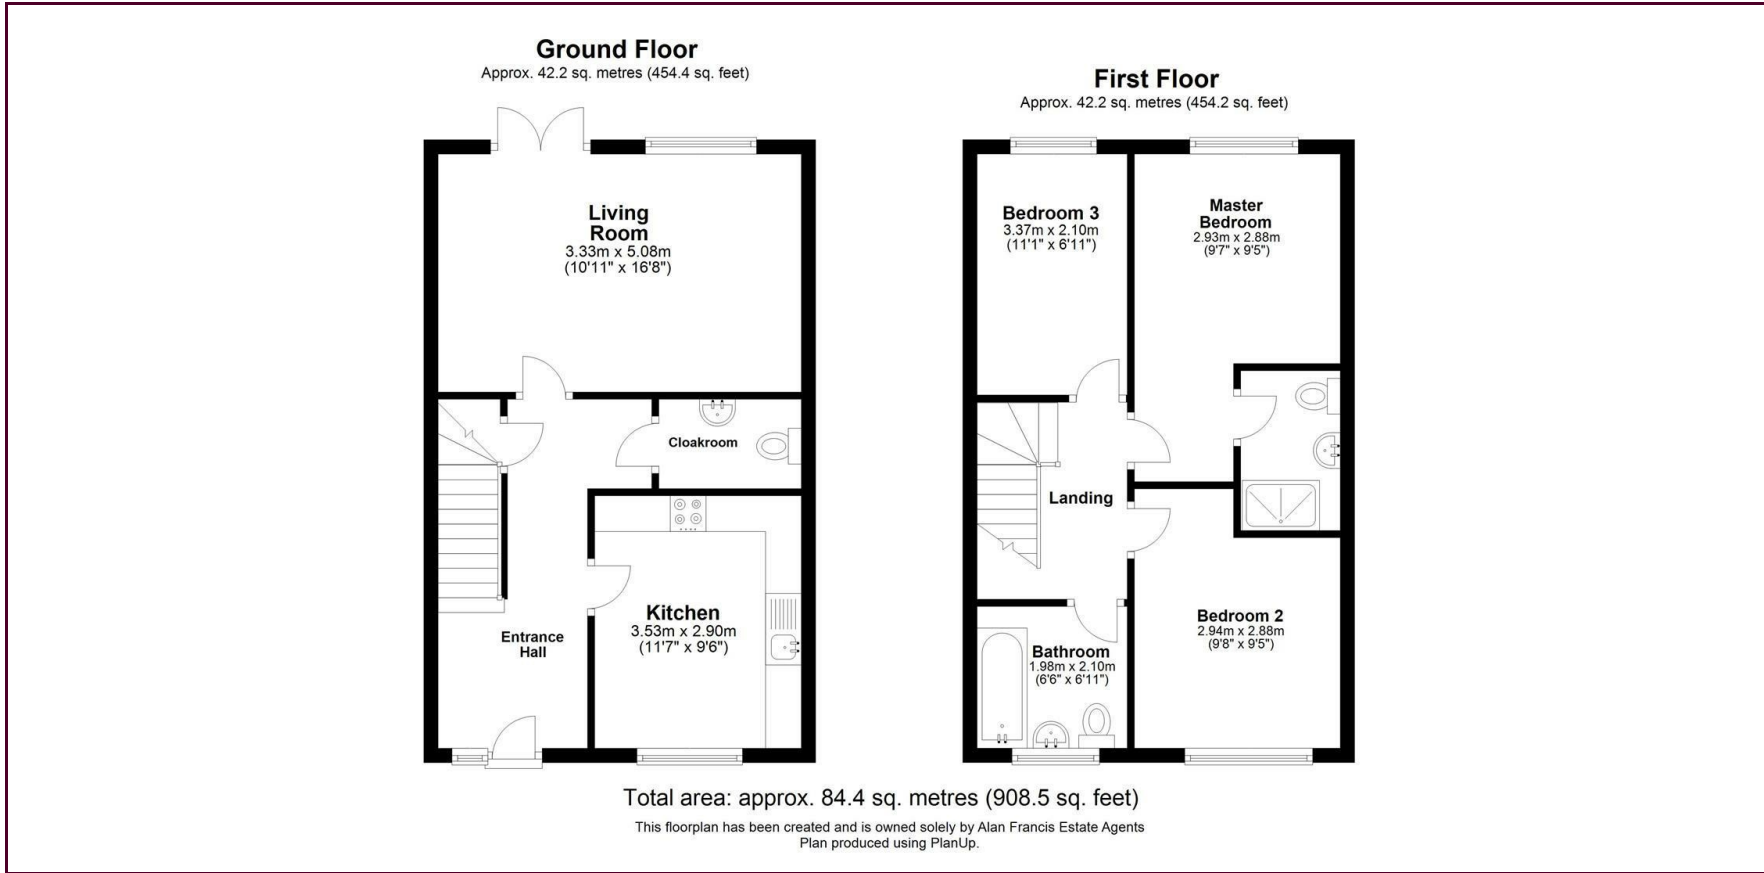 Ground Floor
Approx. 42.2 sq. metres (454.4 sq. feet)
Living
Room
3.33m x 5.08m
(10'11" x 16'8")
Cloakroom
Kitchen
3.53m x 2.90m
(11'7" x 9'6")
Entrance
Hall
First Floor
Approx. 42.2 sq. metres (454.2 sq. feet)
Bedroom 3
3.37m x 2.10m
(11'1" x 6'11")
Master
Bedroom
2.93m x 2.88m
(9'7" x 9'5")
Landing
Bedroom 2
2.94m x 2.88m
(9'8" x 9'5")
Bathroom
1.98m x 2.10m
(6'6" x 6'11")
Total area: approx. 84.4 sq. metres (908.5 sq. feet)
This floorplan has been created and is owned solely by Alan Francis Estate Agents
Plan produced using PlanUp.